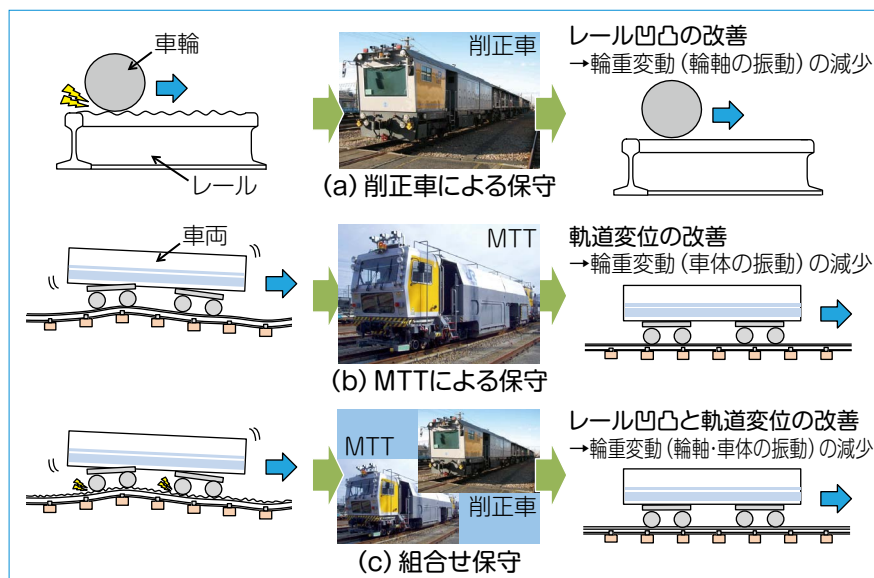 車輪
レール
削正車
(a) 削正車による保守
レール凹凸の改善
→輪重変動(輪軸の振動)の減少
車両
MTT
(b) MTTによる保守
軌道変位の改善
→輪重変動(車体の振動)の減少
MTT
削正車
(c) 組合せ保守
レール凹凸と軌道変位の改善
→輪重変動(輪軸･車体の振動)の減少